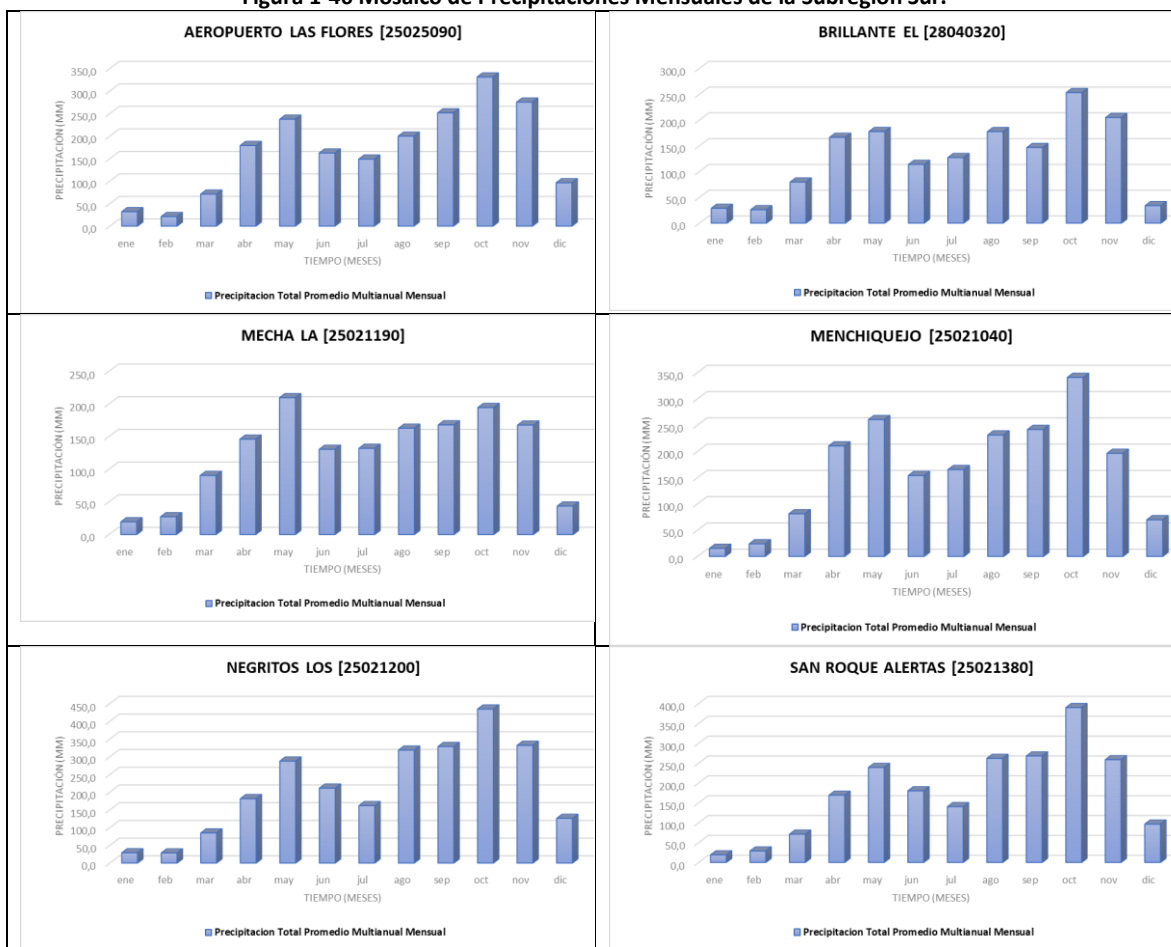 Figura 1-40 Mosaico de Precipitaciones Mensuales de la Subregión Sur.
AEROPUERTO LAS FLORES [25025090]
PRECIPITACIÓN (MM)
350,0
300,0
250,0
200,0
150,0
100,0
50,0
0,0
ene feb mar abr may jun jul ago sep oct nov dic
TIEMPO (MESES)
Precipitacion Total Promedio Multianual Mensual
BRILLANTE EL [28040320]
PRECIPITACIÓN (MM)
300,0
250,0
200,0
150,0
100,0
50,0
0,0
ene feb mar abr may jun jul ago sep oct nov dic
TIEMPO (MESES)
Precipitacion Total Promedio Multianual Mensual
MECHA LA [25021190]
PRECIPITACIÓN (MM)
250,0
200,0
150,0
100,0
50,0
0,0
ene feb mar abr may jun jul ago sep oct nov dic
TIEMPO (MESES)
Precipitacion Total Promedio Multianual Mensual
MENCHIQUEJO [25021040]
PRECIPITACIÓN (MM)
350,0
300,0
250,0
200,0
150,0
100,0
50,0
0,0
ene feb mar abr may jun jul ago sep oct nov dic
TIEMPO (MESES)
Precipitacion Total Promedio Multianual Mensual
NEGRITOS LOS [25021200]
PRECIPITACIÓN (MM)
450,0
400,0
350,0
300,0
250,0
200,0
150,0
100,0
50,0
0,0
ene feb mar abr may jun jul ago sep oct nov dic
TIEMPO (MESES)
Precipitacion Total Promedio Multianual Mensual
SAN ROQUE ALERTAS [25021380]
PRECIPITACIÓN (MM)
400,0
350,0
300,0
250,0
200,0
150,0
100,0
50,0
0,0
ene feb mar abr may jun jul ago sep oct nov dic
TIEMPO (MESES)
Precipitacion Total Promedio Multianual Mensual